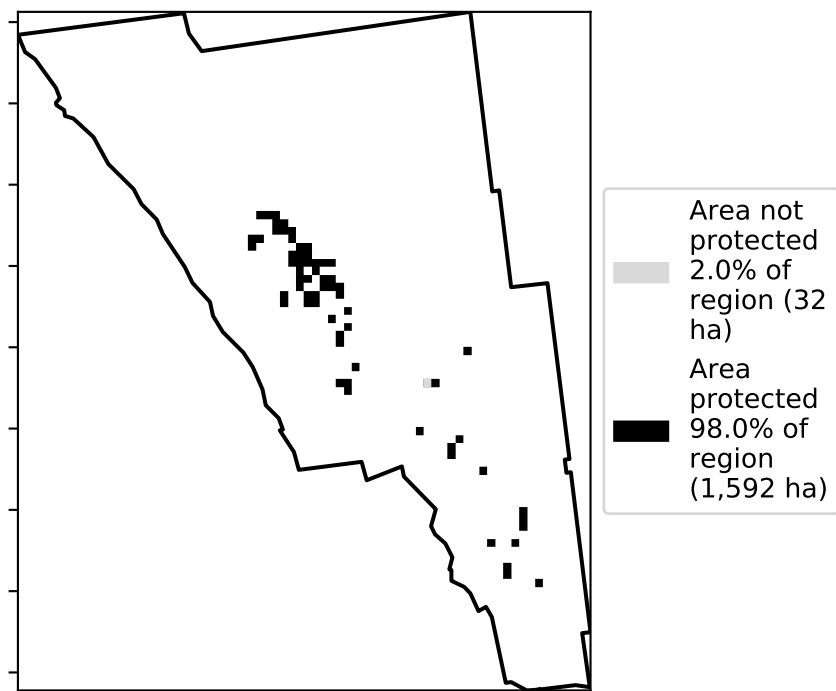 Area not
protected
2.0% of
region (32
ha)
Area
protected
98.0% of
region
(1,592 ha)